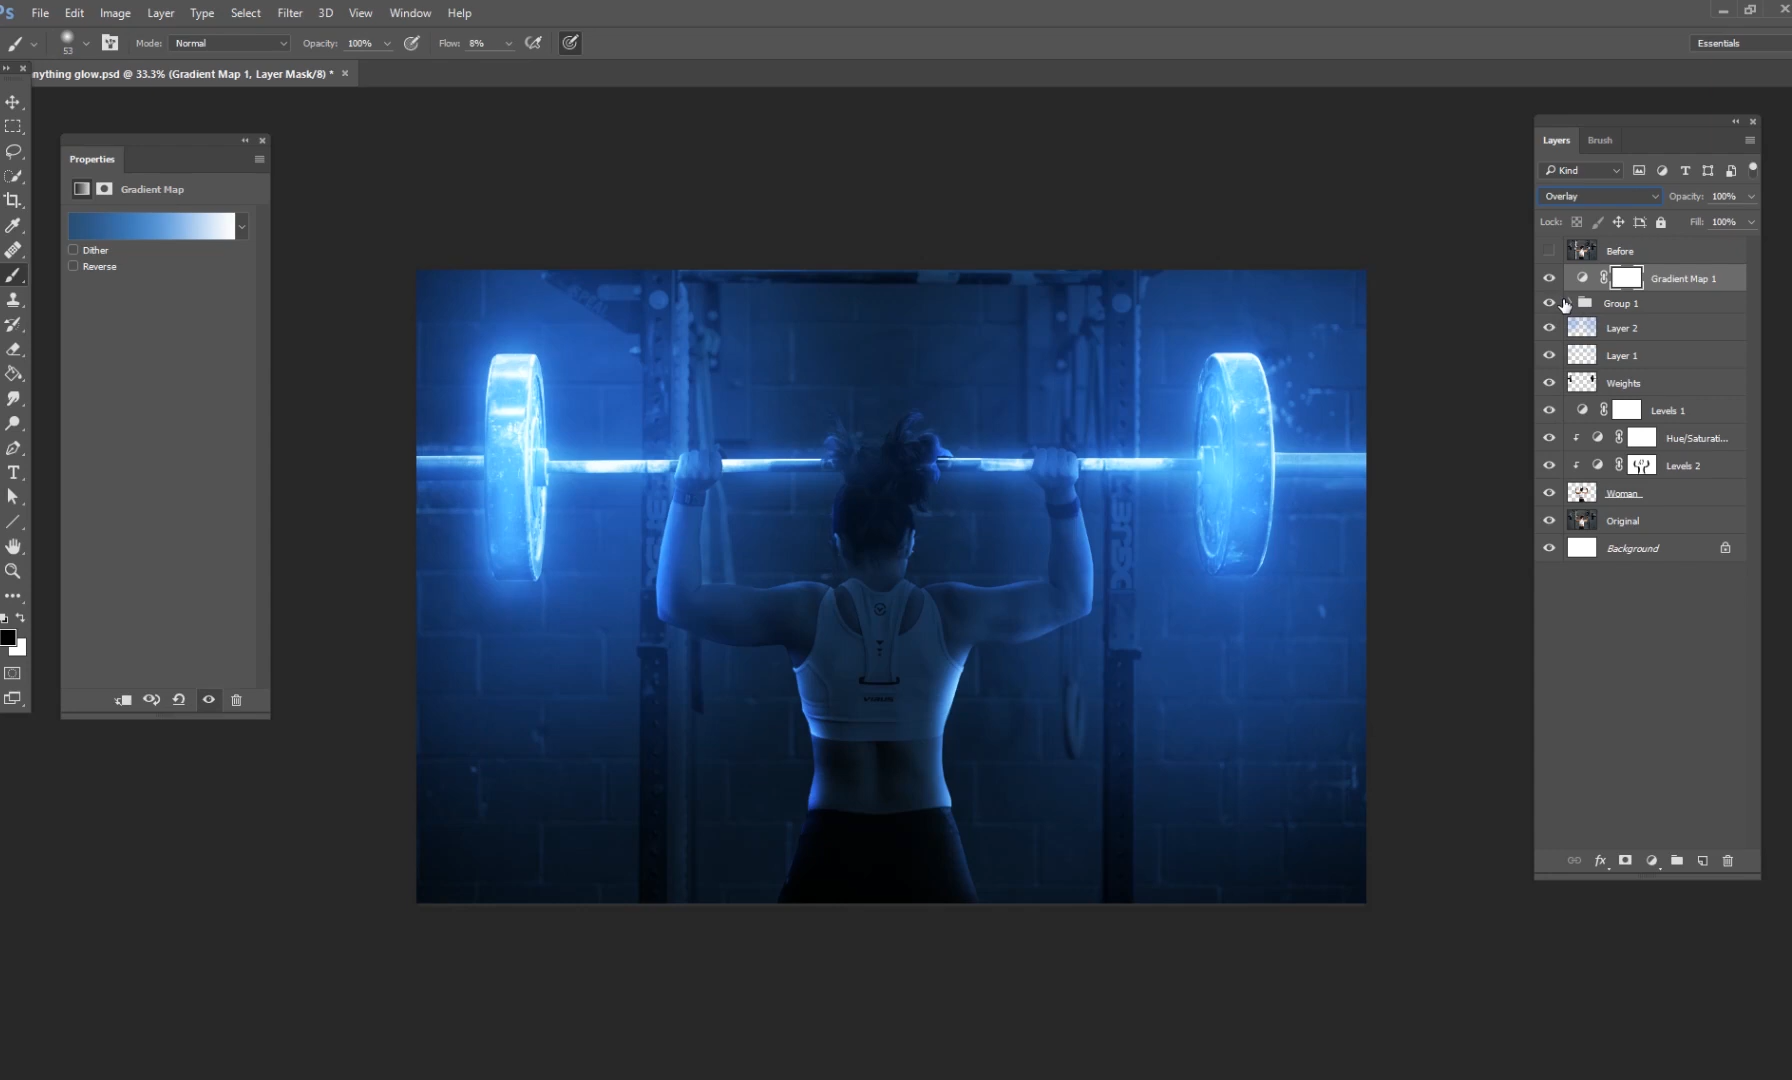 Ps File Edit Image Layer Type Select Filter 3D View Window Help
53 Mode: Normal Opacity: 100% Flow: 8% Essentials
nything glow.psd @ 33.3% (Gradient Map 1, Layer Mask/8) *
Properties
Gradient Map
Dither
Reverse
Layers Brush
Kind
Overlay Opacity: 100%
Lock: Fill: 100%
Before
Gradient Map 1
Group 1
Layer 2
Layer 1
Weights
Levels 1
Hue/Saturati...
Levels 2
Woman
Original
Background
fx